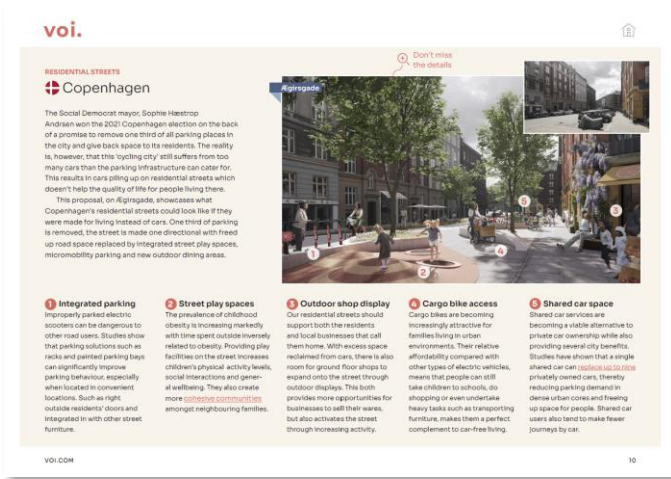 voi.
Don't miss
the details
RESIDENTIAL STREETS
Copenhagen
Ægirsgade
The Social Democrat mayor, Sophie Hæstrop
Andrsen won the 2021 Copenhagen election on the back
of a promise to remove one third of all parking places in
the city and give back space to its residents. The reality
is, however, that this 'cycling city' still suffers from too
many cars than the parking infrastructure can cater for.
This results in cars piling up on residential streets which
doesn't help the quality of life for people living there.
This proposal, on Ægirsgade, showcases what
Copenhagen's residential streets could look like if they
were made for living instead of cars. One third of parking
is removed, the street is made one directional with freed
up road space replaced by integrated street play spaces,
micromobility parking and new outdoor dining areas.
1
2
3
4
5
1 Integrated parking
Improperly parked electric
scooters can be dangerous to
other road users. Studies show
that parking solutions such as
racks and painted parking bays
can significantly improve
parking behaviour, especially
when located in convenient
locations. Such as right
outside residents' doors and
integrated in with other street
furniture.
2 Street play spaces
The prevalence of childhood
obesity is increasing markedly
with time spent outside inversely
related to obesity. Providing play
facilities on the street increases
children's physical activity levels,
social interactions and gener-
al wellbeing. They also create
more cohesive communities
amongst neighbouring families.
3 Outdoor shop display
Our residential streets should
support both the residents
and local businesses that call
them home. With excess space
reclaimed from cars, there is also
room for ground floor shops to
expand onto the street through
outdoor displays. This both
provides more opportunities for
businesses to sell their wares,
but also activates the street
through increasing activity.
4 Cargo bike access
Cargo bikes are becoming
increasingly attractive for
families living in urban
environments. Their relative
affordability compared with
other types of electric vehicles,
means that people can still
take children to schools, do
shopping or even undertake
heavy tasks such as transporting
furniture, makes them a perfect
complement to car-free living.
5 Shared car space
Shared car services are
becoming a viable alternative to
private car ownership while also
providing several city benefits.
Studies have shown that a single
shared car can replace up to nine
privately owned cars, thereby
reducing parking demand in
dense urban cores and freeing
up space for people. Shared car
users also tend to make fewer
journeys by car.
VOI.COM
10